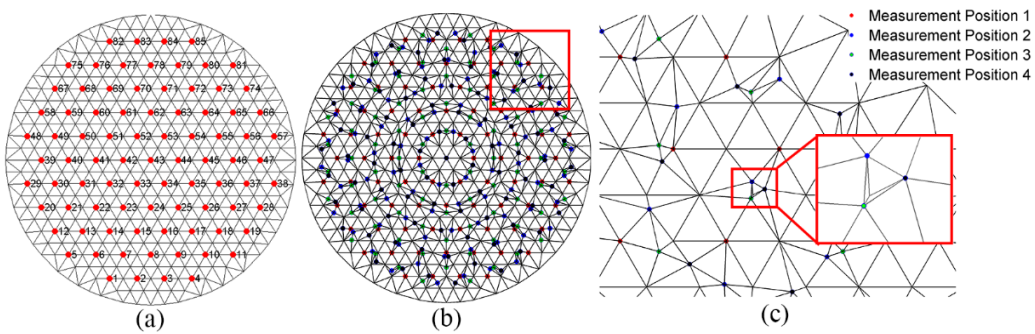 82 83 84 85
75 76 77 78 79 80 81
67 68 69 70 71 72 73 74
58 59 60 61 62 63 64 65 66
48 49 50 51 52 53 54 55 56 57
39 40 41 42 43 44 45 46 47
29 30 31 32 33 34 35 36 37 38
20 21 22 23 24 25 26 27 28
12 13 14 15 16 17 18 19
5 6 7 8 9 10 11
1 2 3 4
(a)
(b)
Measurement Position 1
Measurement Position 2
Measurement Position 3
Measurement Position 4
(c)